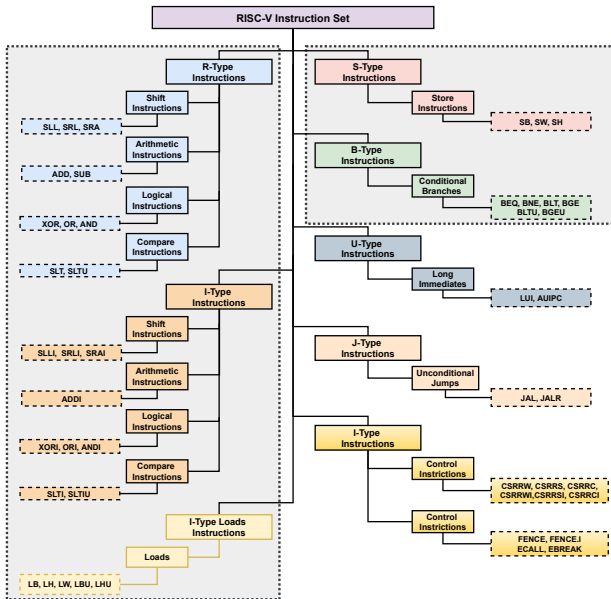 RISC-V Instruction Set
R-Type
Instructions
Shift
Instructions
SLL, SRL, SRA
Arithmetic
Instructions
ADD, SUB
Logical
Instructions
XOR, OR, AND
Compare
Instructions
SLT, SLTU
I-Type
Instructions
Shift
Instructions
SLLI, SRLI, SRAI
Arithmetic
Instructions
ADDI
Logical
Instructions
XORI, ORI, ANDI
Compare
Instructions
SLTI, SLTIU
I-Type Loads
Instructions
Loads
LB, LH, LW, LBU, LHU
S-Type
Instructions
Store
Instructions
SB, SW, SH
B-Type
Instructions
Conditional
Branches
BEQ, BNE, BLT, BGE
BLTU, BGEU
U-Type
Instructions
Long
Immediates
LUI, AUIPC
J-Type
Instructions
Unconditional
Jumps
JAL, JALR
I-Type
Instructions
Control
Instrictions
CSRRW, CSRRS, CSRRC,
CSRRWI,CSRRSI, CSRRCI
Control
Instrictions
FENCE, FENCE.I
ECALL, EBREAK